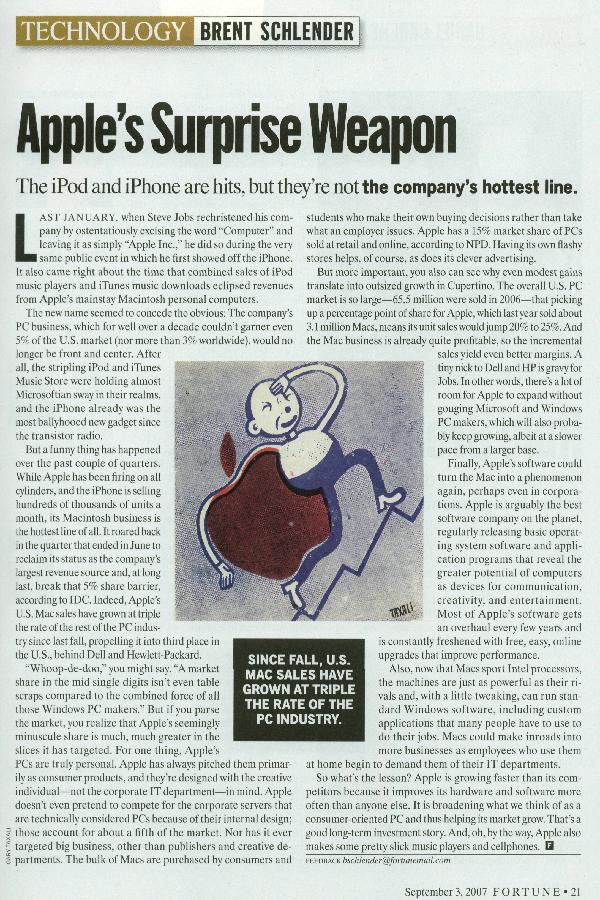 TECHNOLOGY BRENT SCHLENDER
Apple's Surprise Weapon
The iPod and iPhone are hits, but they're not the company's hottest line.
LAST JANUARY, when Steve Jobs rechristened his com-
pany by ostentatiously excising the word "Computer" and
leaving it as simply "Apple Inc.," he did so during the very
same public event in which he first showed off the iPhone.
It also came right about the time that combined sales of iPod
music players and iTunes music downloads eclipsed revenues
from Apple's mainstay Macintosh personal computers.
The new name seemed to concede the obvious: The company's
PC business, which for well over a decade couldn't garner even
5% of the U.S. market (nor more than 3% worldwide), would no
longer be front and center. After
all, the stripling iPod and iTunes
Music Store were holding almost
Microsoftian sway in their realms,
and the iPhone already was the
most ballyhooed new gadget since
the transistor radio.
But a funny thing has happened
over the past couple of quarters.
While Apple has been firing on all
cylinders, and the iPhone is selling
hundreds of thousands of units a
month, its Macintosh business is
the hottest line of all. It roared back
in the quarter that ended in June to
reclaim its status as the company's
largest revenue source and, at long
last, break that 5% share barrier,
according to IDC. Indeed, Apple's
U.S. Mac sales have grown at triple
the rate of the rest of the PC indus-
try since last fall, propelling it into third place in
the U.S., behind Dell and Hewlett-Packard.
"Whoop-de-doo," you might say. "A market
share in the mid single digits isn't even table
scraps compared to the combined force of all
those Windows PC makers." But if you parse
the market, you realize that Apple's seemingly
minuscule share is much, much greater in the
slices it has targeted. For one thing, Apple's
PCs are truly personal. Apple has always pitched them primar-
ily as consumer products, and they're designed with the creative
individual—not the corporate IT department—in mind. Apple
doesn't even pretend to compete for the corporate servers that
are technically considered PCs because of their internal design;
those account for about a fifth of the market. Nor has it ever
targeted big business, other than publishers and creative de-
partments. The bulk of Macs are purchased by consumers and
students who make their own buying decisions rather than take
what an employer issues. Apple has a 15% market share of PCs
sold at retail and online, according to NPD. Having its own flashy
stores helps, of course, as does its clever advertising.
But more important, you also can see why even modest gains
translate into outsized growth in Cupertino. The overall U.S. PC
market is so large—65.5 million were sold in 2006—that picking
up a percentage point of share for Apple, which last year sold about
3.1 million Macs, means its unit sales would jump 20% to 25%. And
the Mac business is already quite profitable, so the incremental
sales yield even better margins. A
tiny nick to Dell and HP is gravy for
Jobs. In other words, there's a lot of
room for Apple to expand without
gouging Microsoft and Windows
PC makers, which will also proba-
bly keep growing, albeit at a slower
pace from a larger base.
Finally, Apple's software could
turn the Mac into a phenomenon
again, perhaps even in corpora-
tions. Apple is arguably the best
software company on the planet,
regularly releasing basic operat-
ing system software and appli-
cation programs that reveal the
greater potential of computers
as devices for communication,
creativity, and entertainment.
Most of Apple's software gets
an overhaul every few years and
is constantly freshened with free, easy, online
upgrades that improve performance.
Also, now that Macs sport Intel processors,
the machines are just as powerful as their ri-
vals and, with a little tweaking, can run stan-
dard Windows software, including custom
applications that many people have to use to
do their jobs. Macs could make inroads into
more businesses as employees who use them
at home begin to demand them of their IT departments.
So what's the lesson? Apple is growing faster than its com-
petitors because it improves its hardware and software more
often than anyone else. It is broadening what we think of as a
consumer-oriented PC and thus helping its market grow. That's a
good long-term investment story. And, oh, by the way, Apple also
makes some pretty slick music players and cellphones. F
FEEDBACK bschlender@fortunemail.com
TAXALI
SINCE FALL, U.S.
MAC SALES HAVE
GROWN AT TRIPLE
THE RATE OF THE
PC INDUSTRY.
GARY TAXALI
September 3, 2007 FORTUNE • 21